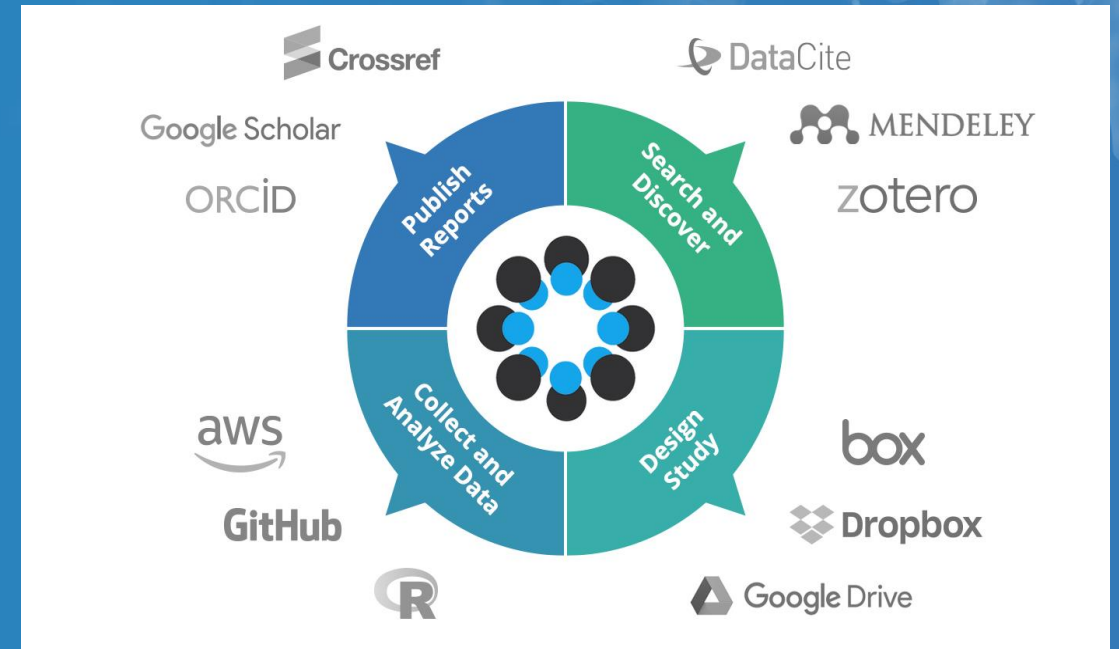 Crossref
DataCite
Google Scholar
MENDELEY
ORCID
zotero
Publish
Reports
Search and
Discover
Collect and
Analyze Data
Design
Study
aws
box
GitHub
Dropbox
R
Google Drive